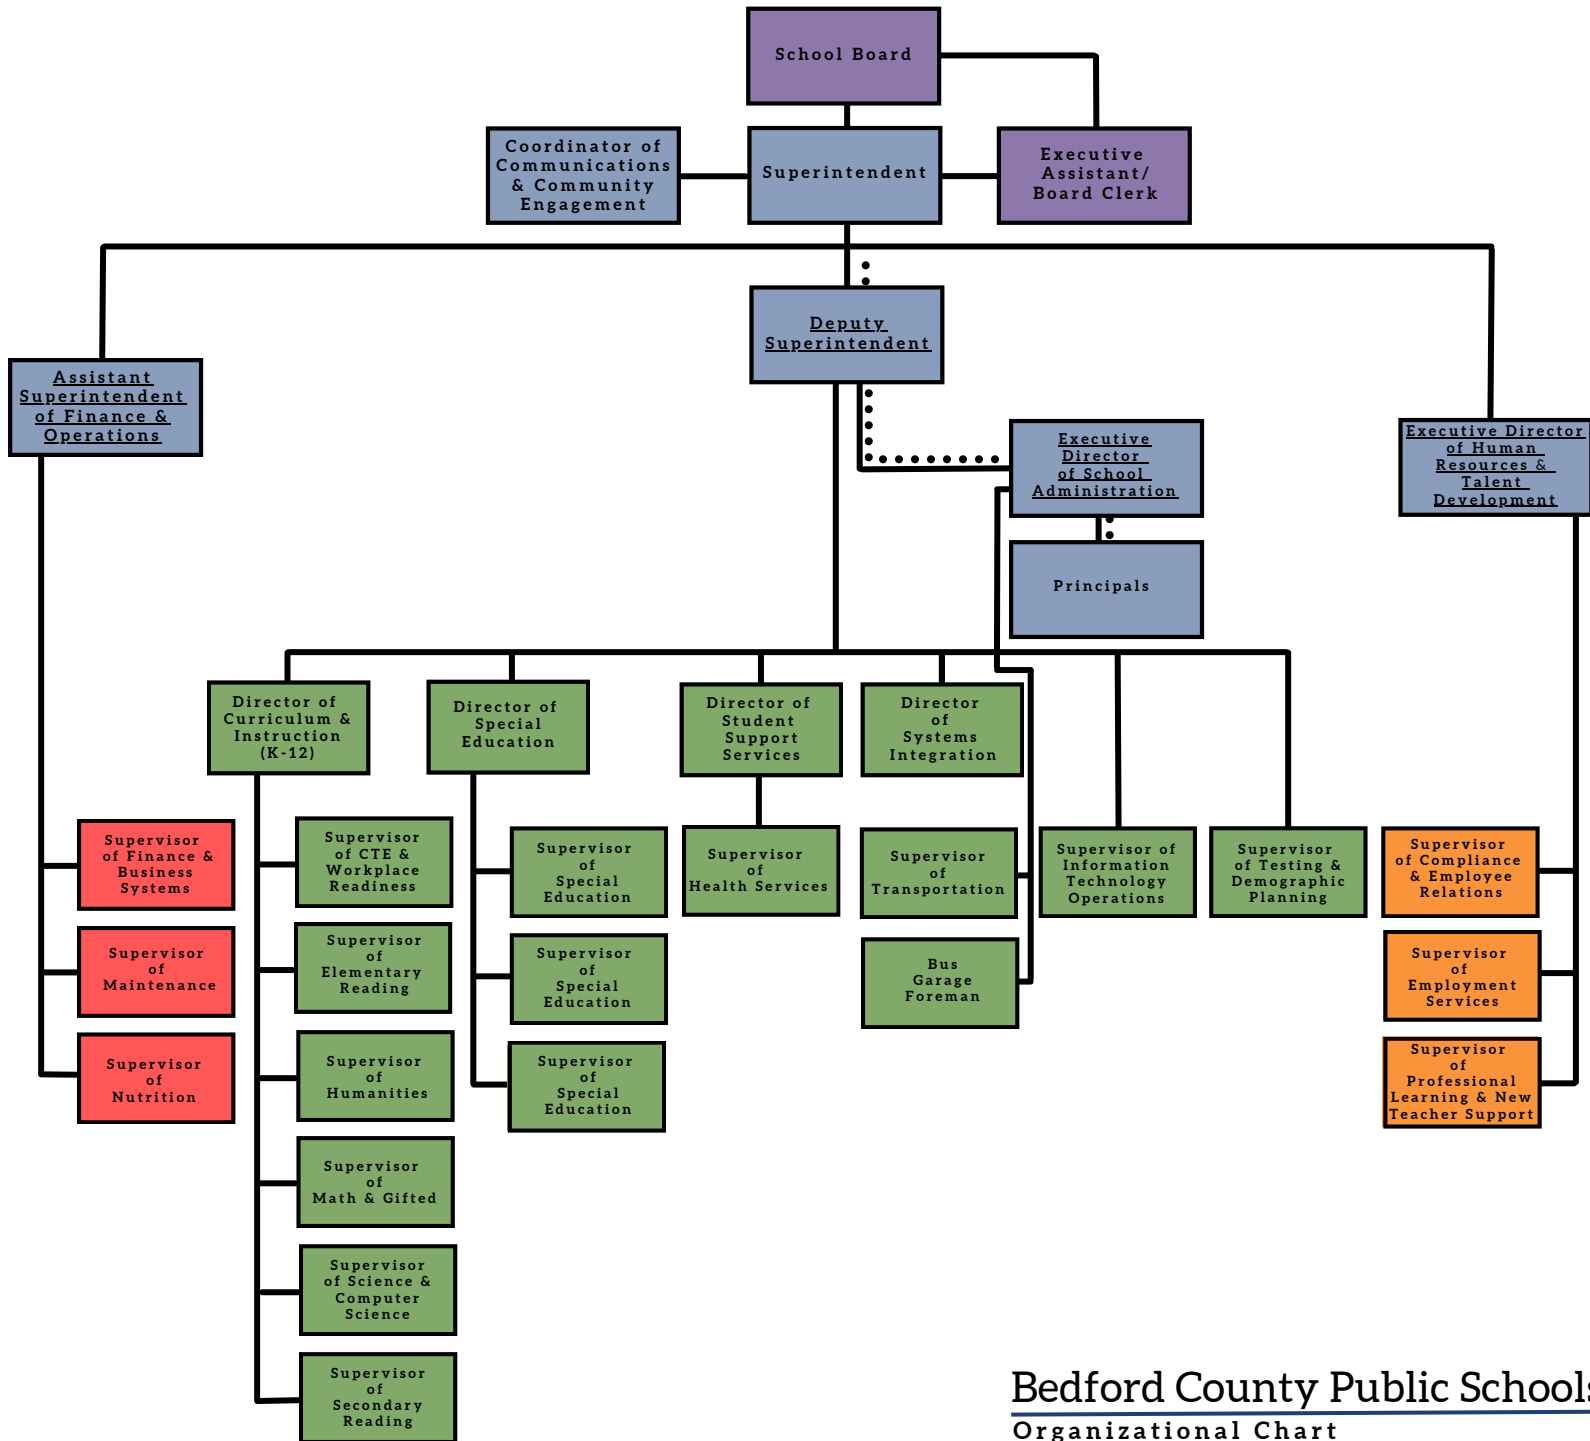 School Board
Coordinator of
Communications
& Community
Engagement
Superintendent
Executive
Assistant/
Board Clerk
Deputy
Superintendent
Assistant
Superintendent
of Finance &
Operations
Executive
Director
of School
Administration
Executive Director
of Human
Resources &
Talent
Development
Principals
Director of
Curriculum &
Instruction
(K-12)
Director of
Special
Education
Director of
Student
Support
Services
Director
of
Systems
Integration
Supervisor
of Finance &
Business
Systems
Supervisor
of CTE &
Workplace
Readiness
Supervisor
of
Special
Education
Supervisor
of
Health Services
Supervisor
of
Transportation
Supervisor of
Information
Technology
Operations
Supervisor
of Testing &
Demographic
Planning
Supervisor
of Compliance
& Employee
Relations
Supervisor
of
Maintenance
Supervisor
of
Elementary
Reading
Supervisor
of
Special
Education
Bus
Garage
Foreman
Supervisor
of
Employment
Services
Supervisor
of
Nutrition
Supervisor
of
Humanities
Supervisor
of
Special
Education
Supervisor
of
Professional
Learning & New
Teacher Support
Supervisor
of
Math & Gifted
Supervisor
of Science &
Computer
Science
Supervisor
of
Secondary
Reading
Bedford County Public Schools
Organizational Chart